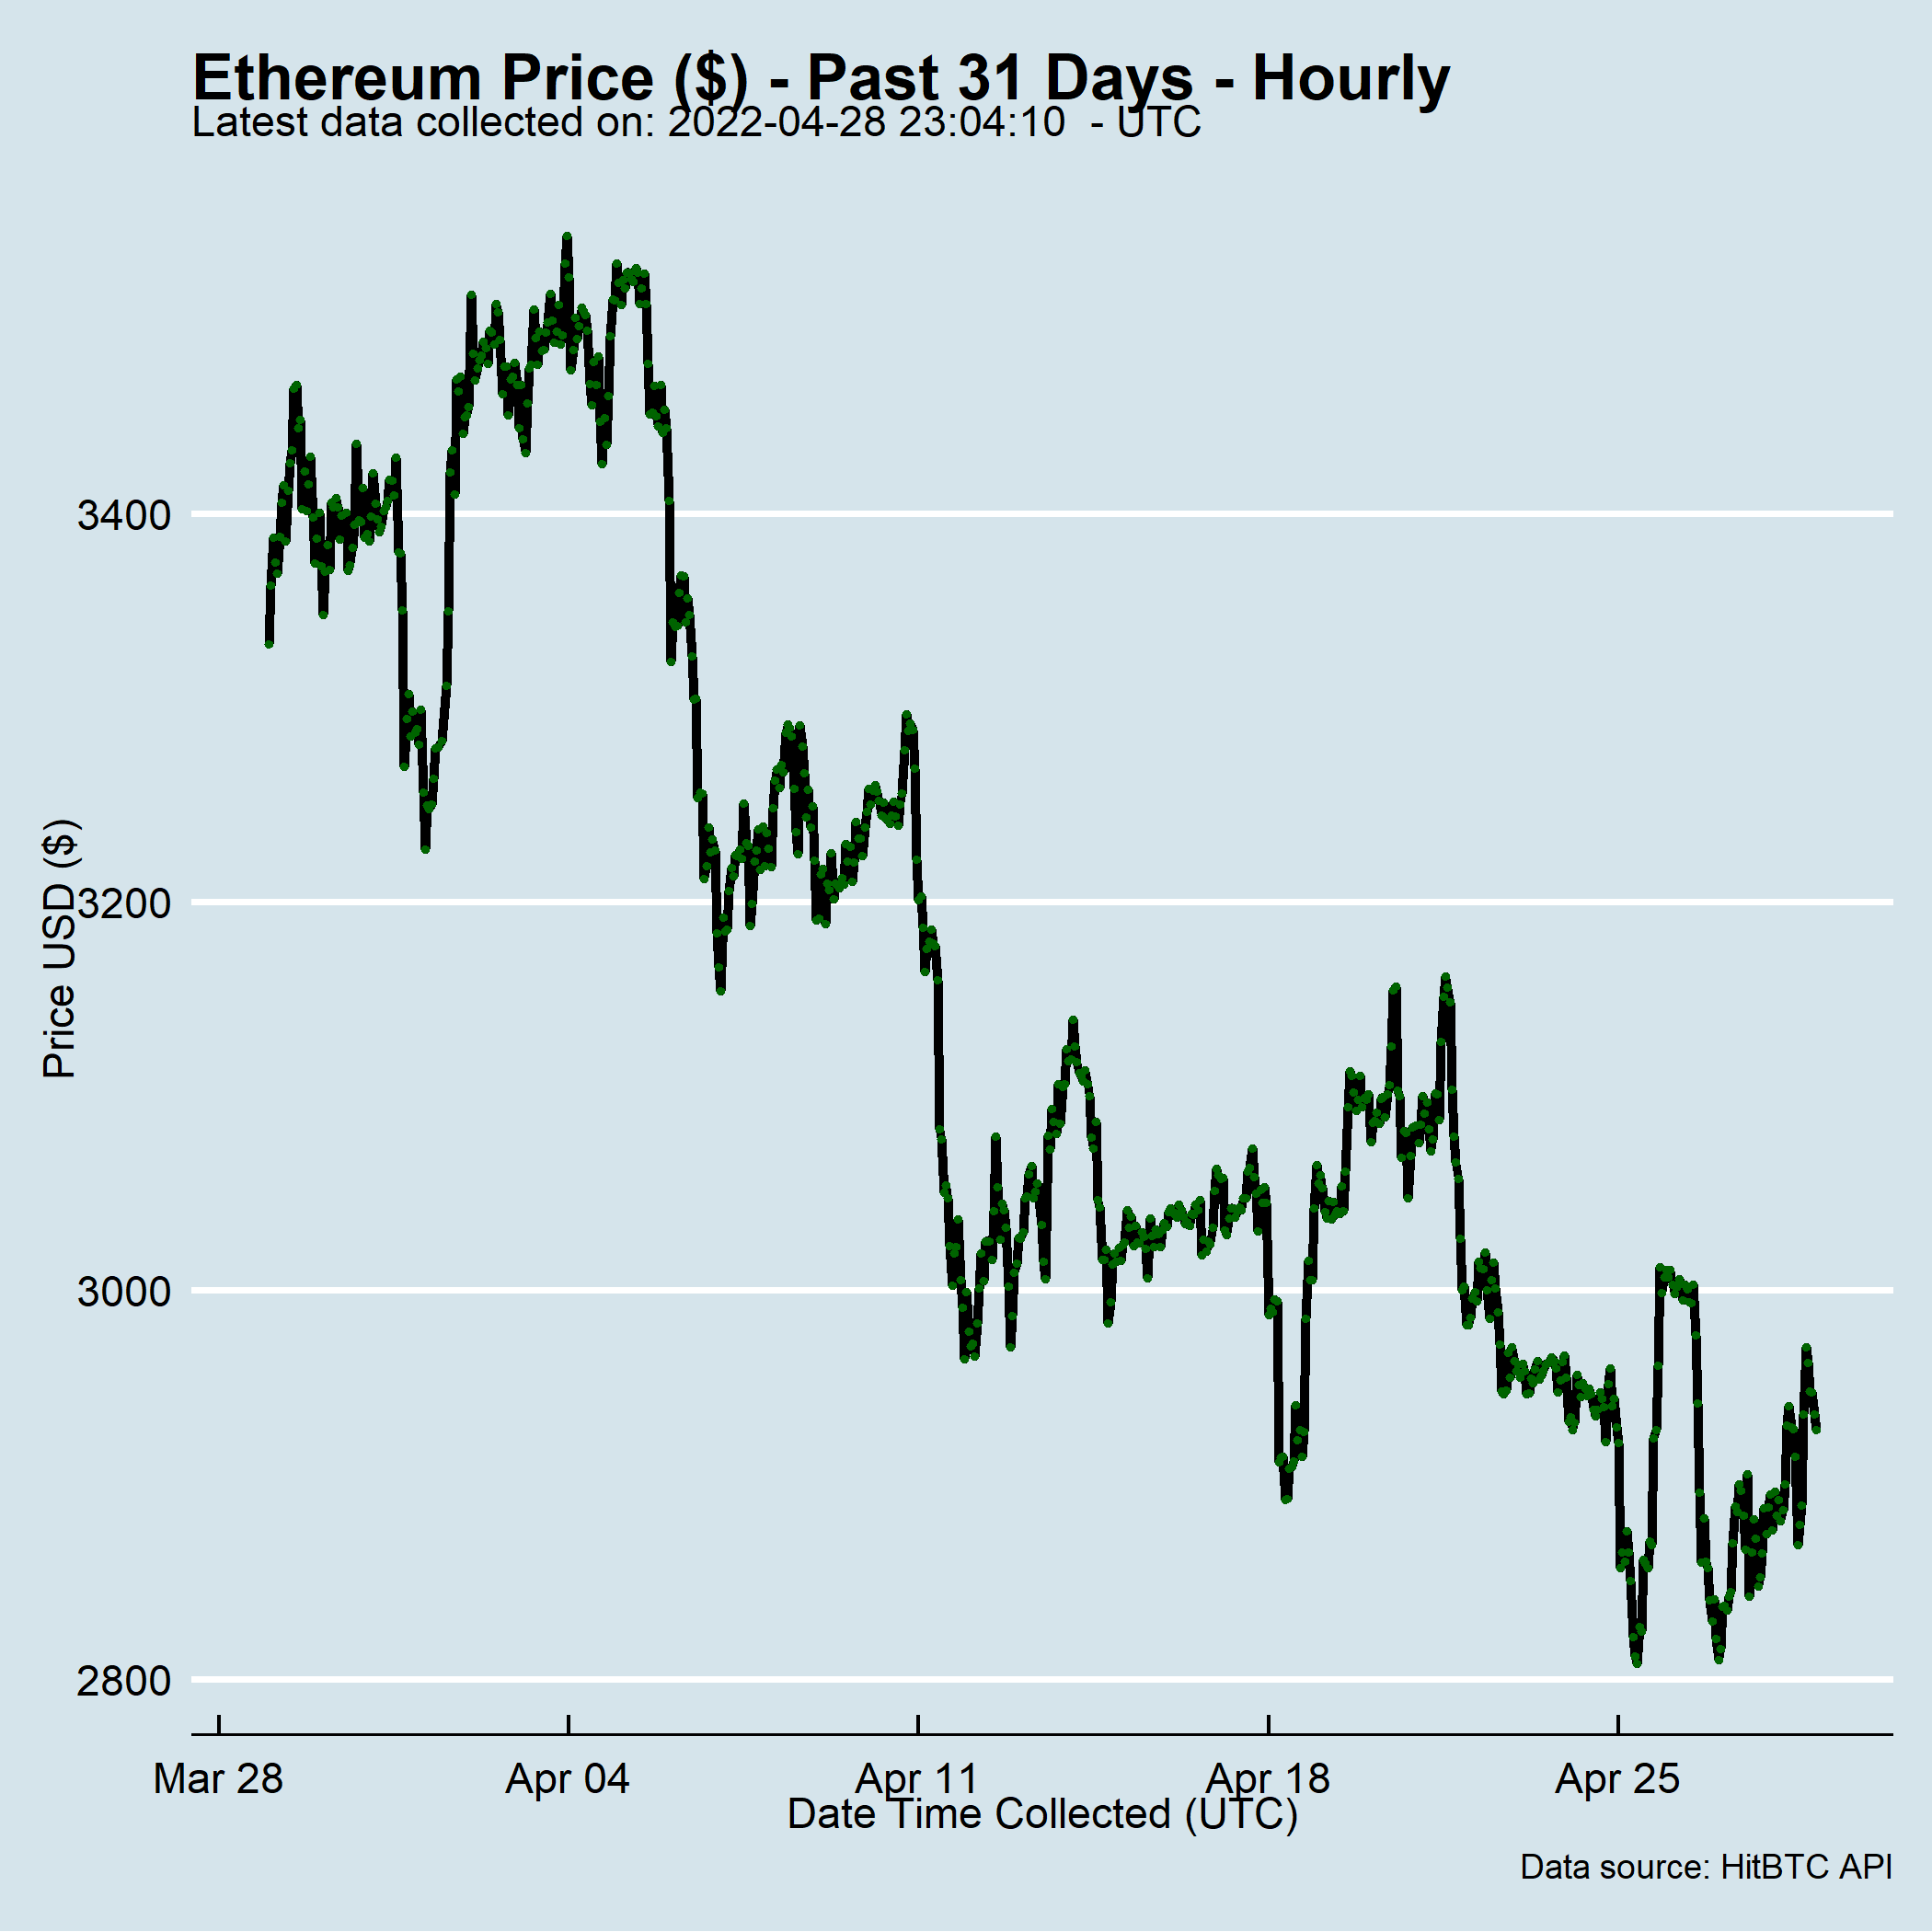 Ethereum Price ($) - Past 31 Days - Hourly
Latest data collected on: 2022-04-28 23:04:10  - UTC
Price USD ($)
3400
3200
3000
2800
Mar 28
Apr 04
Apr 11
Apr 18
Apr 25
Date Time Collected (UTC)
Data source: HitBTC API